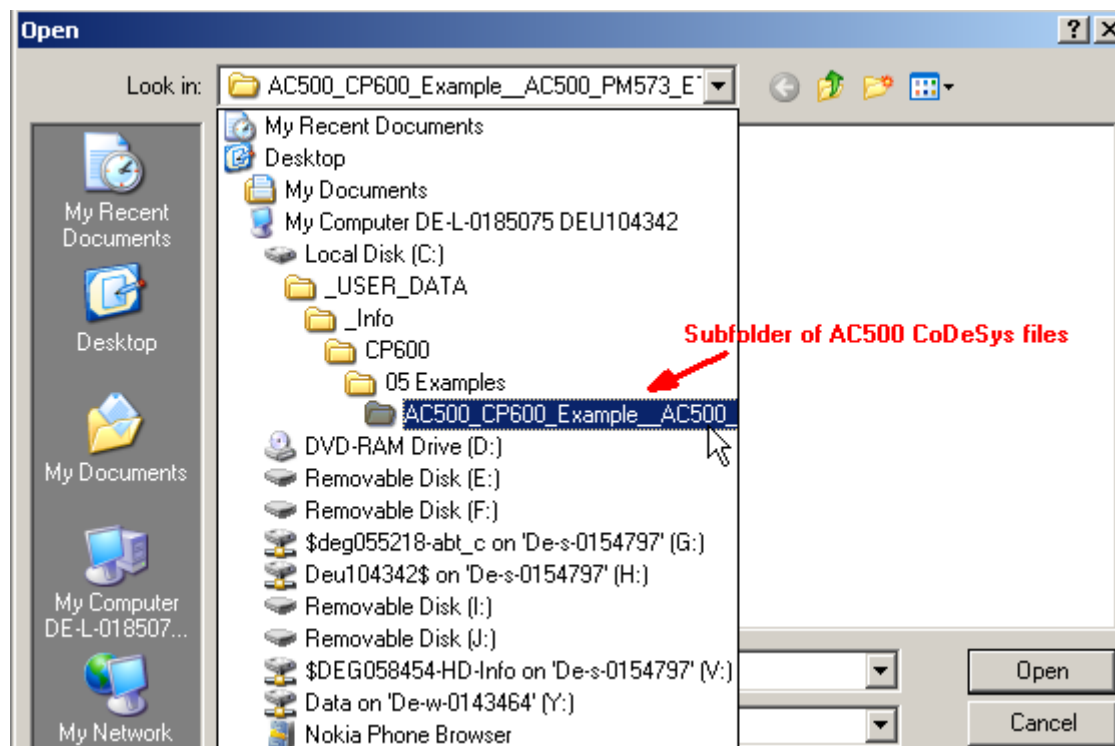 Open
Look in:
AC500_CP600_Example__AC500_PM573_E
My Recent Documents
Desktop
My Documents
My Computer DE-L-0185075 DEU104342
Local Disk (C:)
_USER_DATA
_Info
CP600
05 Examples
AC500_CP600_Example__AC500_
DVD-RAM Drive (D:)
Removable Disk (E:)
Removable Disk (F:)
$deg055218-abt_c on 'De-s-0154797' (G:)
Deu104342$ on 'De-s-0154797' (H:)
Removable Disk (I:)
Removable Disk (J:)
$DEG058454-HD-Info on 'De-s-0154797' (V:)
Data on 'De-w-0143464' (Y:)
Nokia Phone Browser
Subfolder of AC500 CoDeSys files
My Recent
Documents
Desktop
My Documents
My Computer
DE-L-018507...
My Network
Open
Cancel